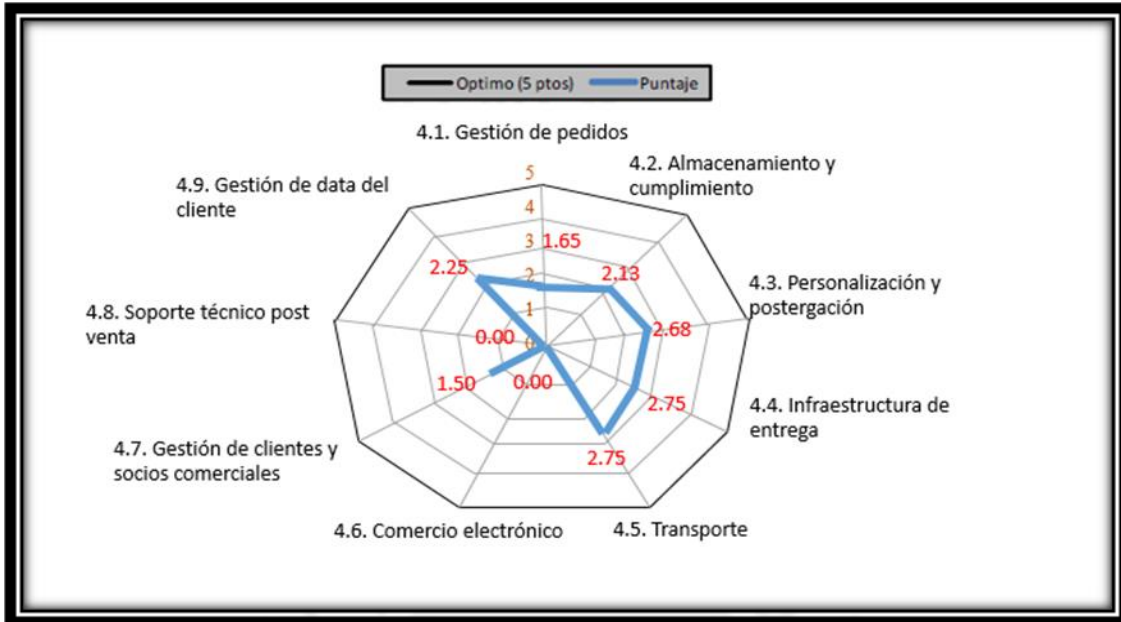 Optimo (5 ptos) Puntaje
4.1. Gestión de pedidos
4.2. Almacenamiento y
cumplimiento
4.3. Personalización y
postergación
4.4. Infraestructura de
entrega
4.5. Transporte
4.6. Comercio electrónico
4.7. Gestión de clientes y
socios comerciales
4.8. Soporte técnico post
venta
4.9. Gestión de data del
cliente
5
4
3
2
1
0
1.65
2.13
2.68
2.75
2.75
0.00
1.50
0.00
2.25